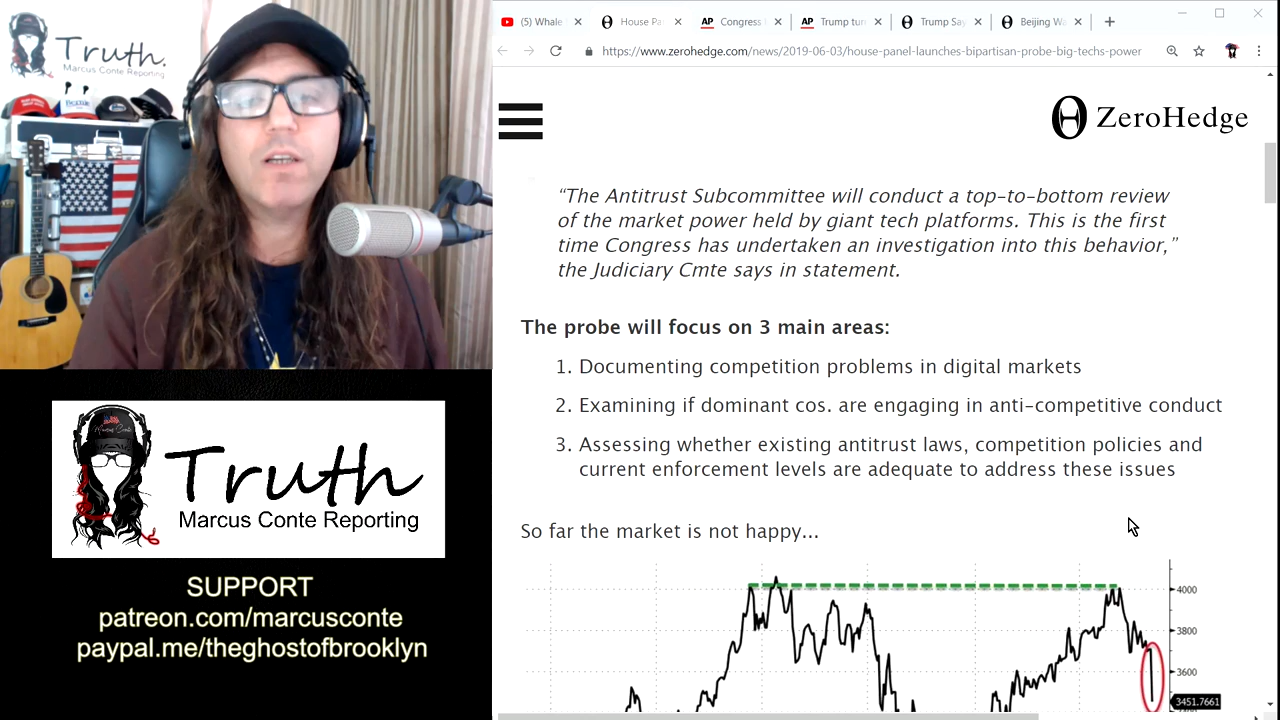 Truth.
Marcus Conte Reporting
(5) Whale
House Pa
Congress
Trump tur
Trump Say
Beijing Wa
https://www.zerohedge.com/news/2019-06-03/house-panel-launches-bipartisan-probe-big-techs-power
ZeroHedge
“The Antitrust Subcommittee will conduct a top-to-bottom review
of the market power held by giant tech platforms. This is the first
time Congress has undertaken an investigation into this behavior,”
the Judiciary Cmte says in statement.
The probe will focus on 3 main areas:
1. Documenting competition problems in digital markets
2. Examining if dominant cos. are engaging in anti-competitive conduct
3. Assessing whether existing antitrust laws, competition policies and
current enforcement levels are adequate to address these issues
So far the market is not happy...
4000
3800
3600
3451.7661
Truth
Marcus Conte Reporting
SUPPORT
patreon.com/marcusconte
paypal.me/theghostofbrooklyn